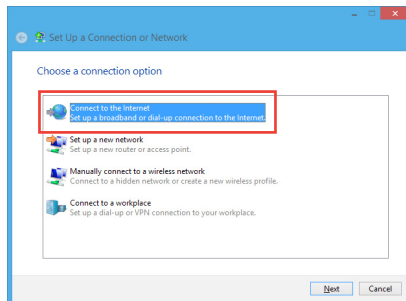 Set Up a Connection or Network
Choose a connection option
Connect to the Internet
Set up a broadband or dial-up connection to the Internet.
Set up a new network
Set up a new router or access point.
Manually connect to a wireless network
Connect to a hidden network or create a new wireless profile.
Connect to a workplace
Set up a dial-up or VPN connection to your workplace.
Next Cancel